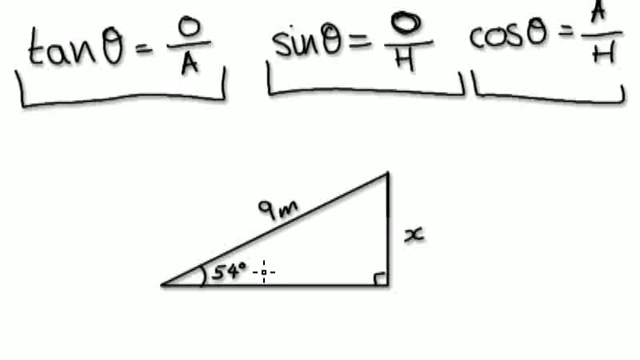 tanθ = O/A sinθ = O/H cosθ = A/H
9m
x
54°